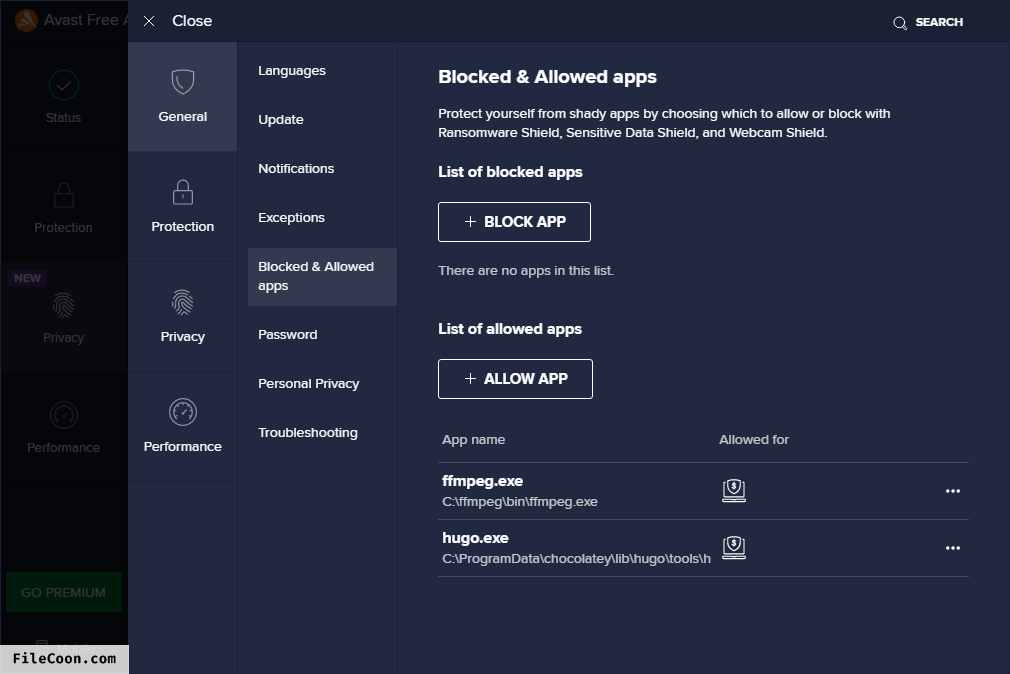 Avast Free A
Close
SEARCH
Status
Protection
NEW
Privacy
Performance
GO PREMIUM
General
Protection
Privacy
Performance
Languages
Update
Notifications
Exceptions
Blocked & Allowed
apps
Password
Personal Privacy
Troubleshooting
Blocked & Allowed apps
Protect yourself from shady apps by choosing which to allow or block with
Ransomware Shield, Sensitive Data Shield, and Webcam Shield.
List of blocked apps
+ BLOCK APP
There are no apps in this list.
List of allowed apps
+ ALLOW APP
App name
Allowed for
ffmpeg.exe
C:\ffmpeg\bin\ffmpeg.exe
hugo.exe
C:\ProgramData\chocolatey\lib\hugo\tools\h
FileCoon.com